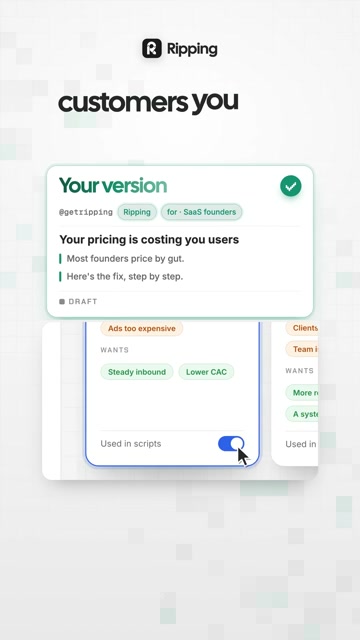 Ripping
customers you
Your version
@getripping Ripping for · SaaS founders
Your pricing is costing you users
Most founders price by gut.
Here's the fix, step by step.
DRAFT
Ads too expensive
WANTS
Steady inbound Lower CAC
Used in scripts
Clients
Team i
WANTS
More r
A syste
Used in